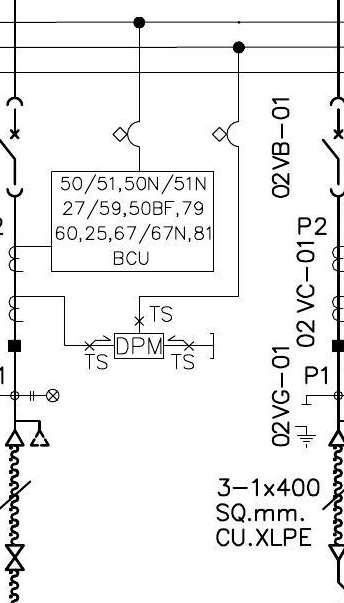 50/51,50N/51N
27/59,50BF,79
60,25,67/67N,81
BCU
02VB-01
2
P2
02 VC-01
TS
DPM
TS
TS
1
P1
02VG-01
3-1x400
SQ.mm.
CU.XLPE